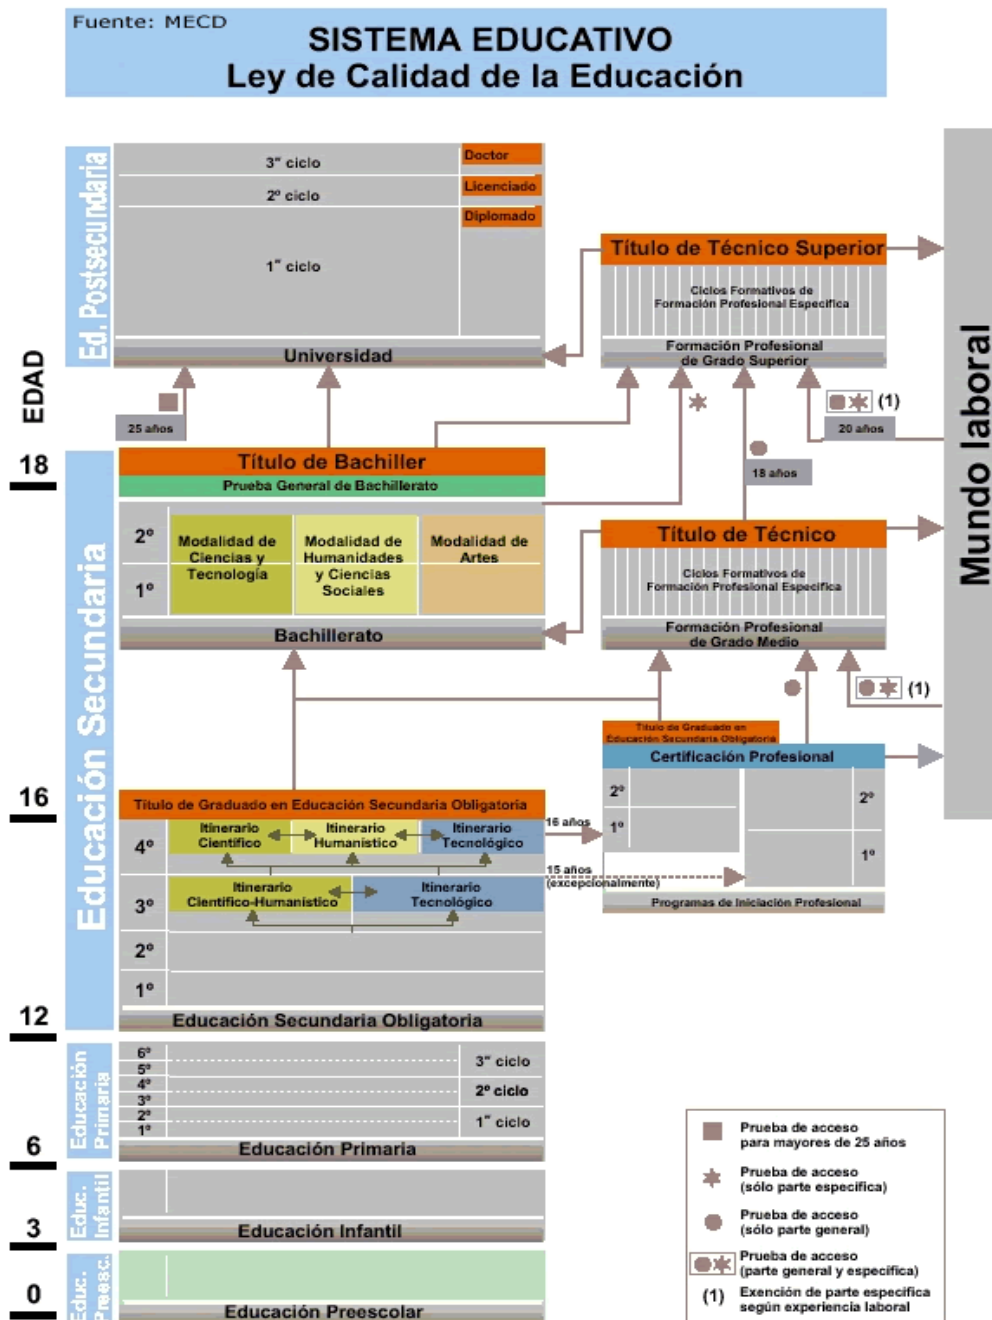 Fuente: MECD
SISTEMA EDUCATIVO
Ley de Calidad de la Educación
Ed. Postsecundaria
3er ciclo
Doctor
2º ciclo
Licenciado
Diplomado
1er ciclo
Universidad
Título de Técnico Superior
Ciclos Formativos de
Formación Profesional Específica
Formación Profesional
de Grado Superior
Mundo laboral
EDAD
25 años
(1)
20 años
18 años
18
Educación Secundaria
Título de Bachiller
Prueba General de Bachillerato
2º
1º
Modalidad de
Ciencias y
Tecnología
Modalidad de
Humanidades
y Ciencias
Sociales
Modalidad de
Artes
Bachillerato
Título de Técnico
Ciclos Formativos de
Formación Profesional Específica
Formación Profesional
de Grado Medio
(1)
Título de Graduado en
Educación Secundaria Obligatoria
Certificación Profesional
2º
1º
2º
1º
Programas de Iniciación Profesional
16
Título de Graduado en Educación Secundaria Obligatoria
16 años
15 años
(excepcionalmente)
4º
Itinerario
Científico
Itinerario
Humanístico
Itinerario
Tecnológico
3º
Itinerario
Científico-Humanístico
Itinerario
Tecnológico
2º
1º
Educación Secundaria Obligatoria
12
Educación
Primaria
6º
5º
4º
3º
2º
1º
3er ciclo
2º ciclo
1er ciclo
Educación Primaria
6
Educ.
Infantil
Educación Infantil
3
Educ.
Preesc.
Educación Preescolar
0
Prueba de acceso
para mayores de 25 años
Prueba de acceso
(sólo parte específica)
Prueba de acceso
(sólo parte general)
Prueba de acceso
(parte general y específica)
(1) Exención de parte específica
según experiencia laboral